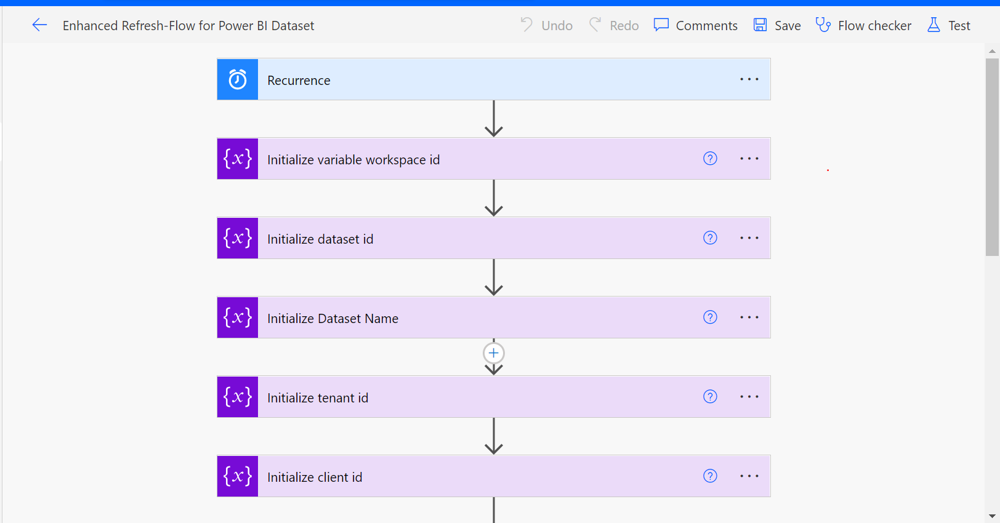 Enhanced Refresh-Flow for Power BI Dataset
Undo
Redo
Comments
Save
Flow checker
Test
Recurrence
{x} Initialize variable workspace id ?
{x} Initialize dataset id ?
{x} Initialize Dataset Name ?
{x} Initialize tenant id ?
{x} Initialize client id ?